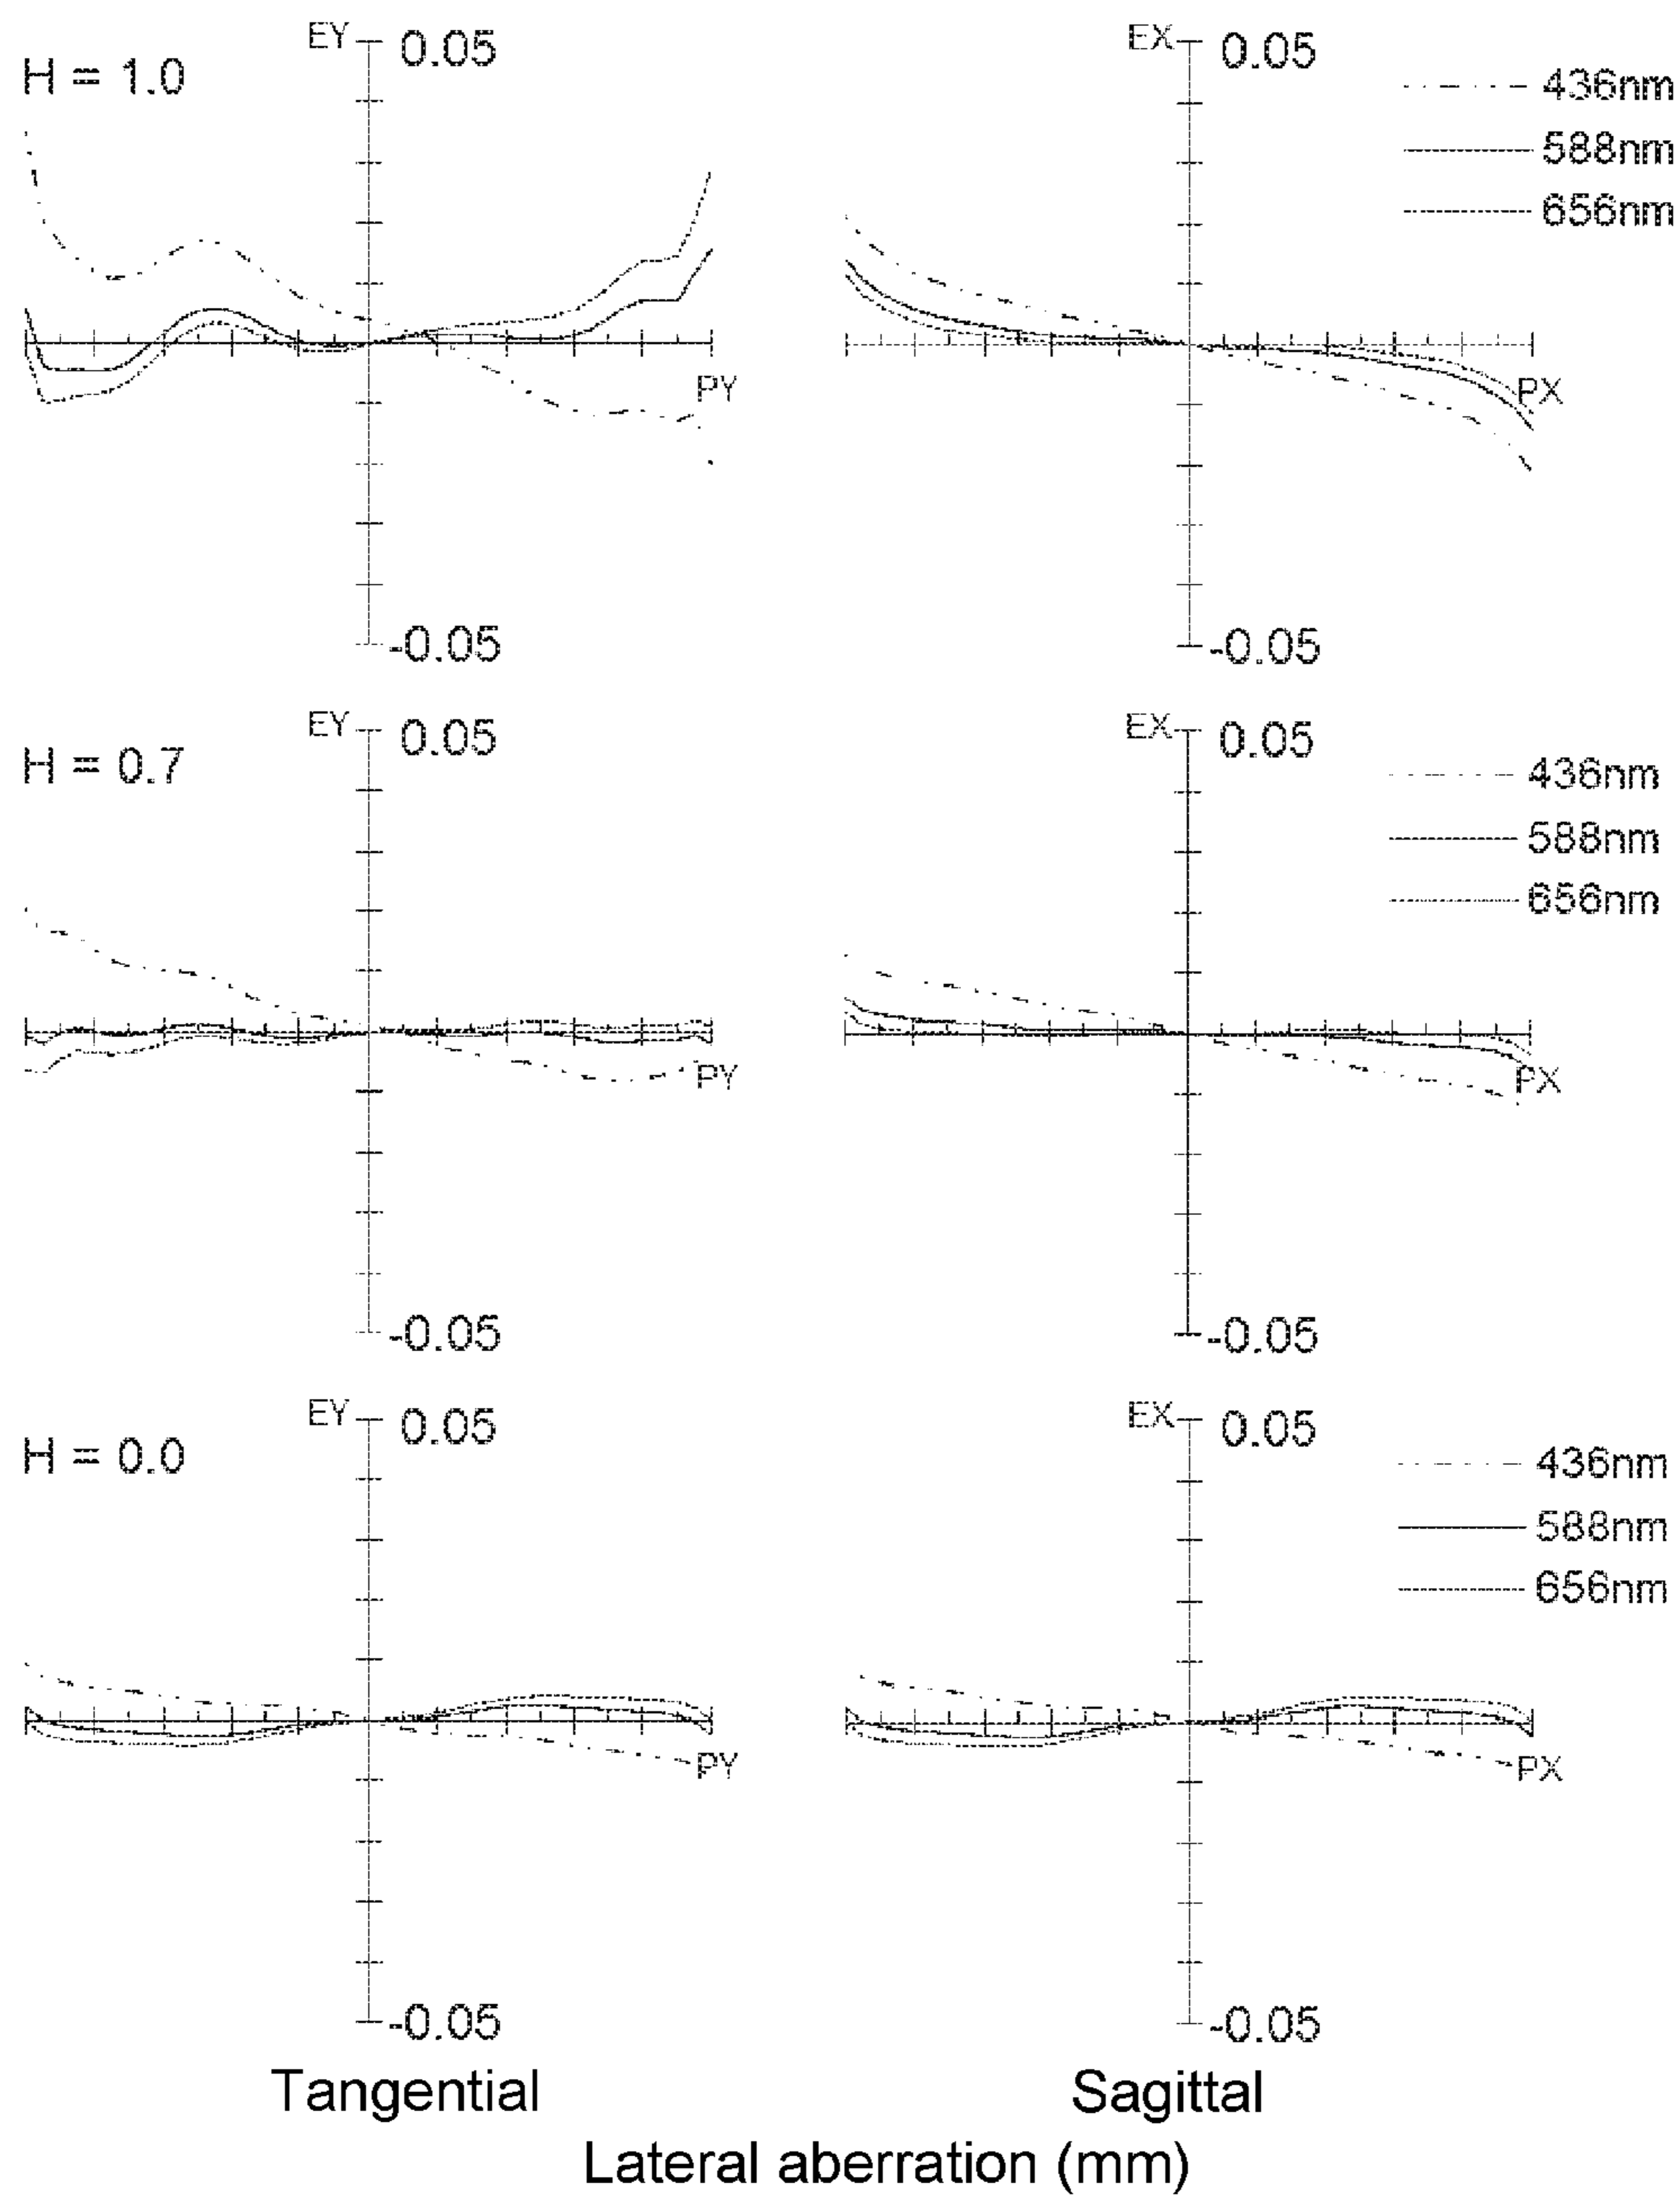 EY 0.05
EX 0.05
H = 1.0
436nm
588nm
656nm
PY
PX
-0.05
-0.05
EY 0.05
EX 0.05
H = 0.7
436nm
588nm
656nm
PY
PX
-0.05
-0.05
EY 0.05
EX 0.05
H = 0.0
436nm
588nm
656nm
PY
PX
-0.05
-0.05
Tangential
Sagittal
Lateral aberration (mm)